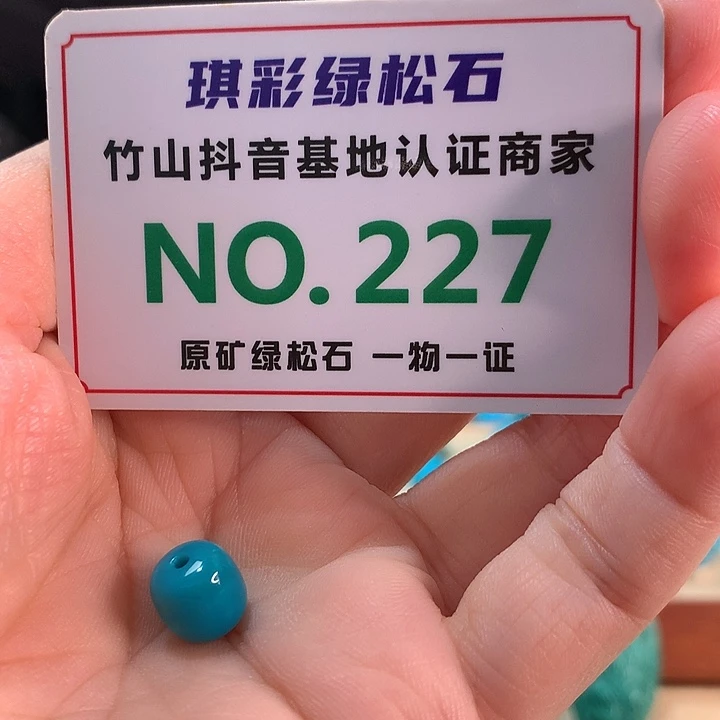 琪彩绿松石
竹山抖音基地认证商家
NO. 227
原矿绿松石 一物一证